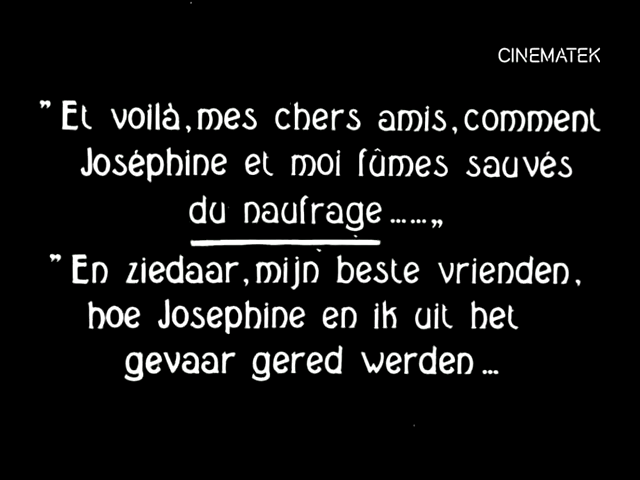 CINEMATEK
" Et voilà, mes chers amis, comment
Joséphine et moi fûmes sauvés
du naufrage ......„
" En ziedaar, mijn beste vrienden,
hoe Josephine en ik uit het
gevaar gered werden ...